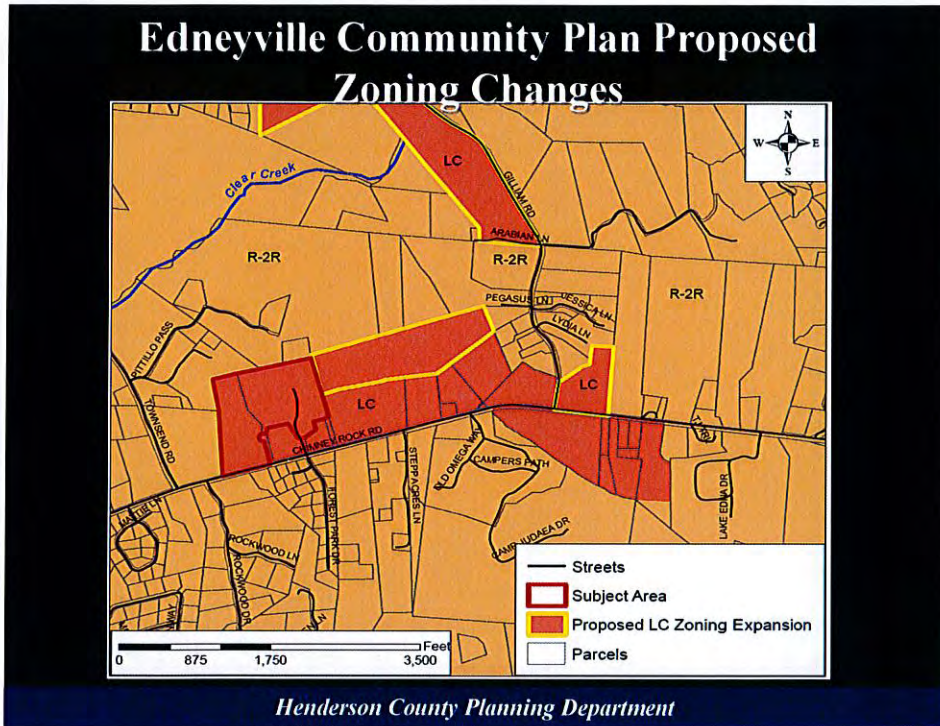 Edneyville Community Plan Proposed
Zoning Changes
N
W E
S
Clear Creek
LC
GILLIAM RD
ARABIAN LN
R-2R
R-2R
R-2R
PEGASUS LN
JESSICA LN
LYDIA LN
PITTILLO PASS
TOWNSEND RD
LC
LC
CHIMNEY ROCK RD
OLD OMEGA WAY
CAMPERS PATH
STEPP ACRES LN
LAKE EDNA DR
FOREST PARK DR
CAMP JUDAEA DR
MATTIE LN
ROCKWOOD LN
ROCKWOOD DR
Streets
Subject Area
Proposed LC Zoning Expansion
Parcels
Feet
0 875 1,750 3,500
Henderson County Planning Department